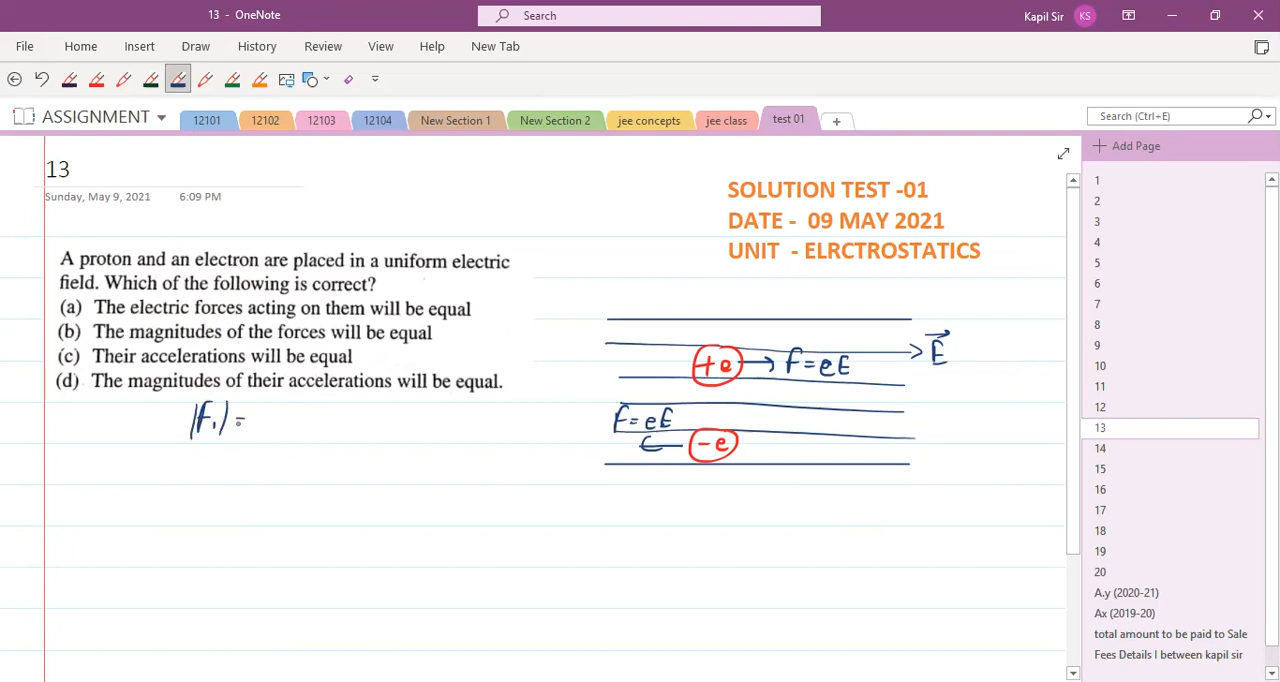 13 - OneNote
Search
Kapil Sir
KS
File Home Insert Draw History Review View Help New Tab
ASSIGNMENT
12101 12102 12103 12104 New Section 1 New Section 2 jee concepts jee class test 01
Search (Ctrl+E)
Add Page
13
Sunday, May 9, 2021 6:09 PM
SOLUTION TEST -01
DATE - 09 MAY 2021
UNIT - ELRCTROSTATICS
A proton and an electron are placed in a uniform electric
field. Which of the following is correct?
(a) The electric forces acting on them will be equal
(b) The magnitudes of the forces will be equal
(c) Their accelerations will be equal
(d) The magnitudes of their accelerations will be equal.
|F₁| =
+e → F = eE
> E⃗
F = eE
← -e
1
2
3
4
5
6
7
8
9
10
11
12
13
14
15
16
17
18
19
20
A.y (2020-21)
Ax (2019-20)
total amount to be paid to Sale
Fees Details I between kapil sir